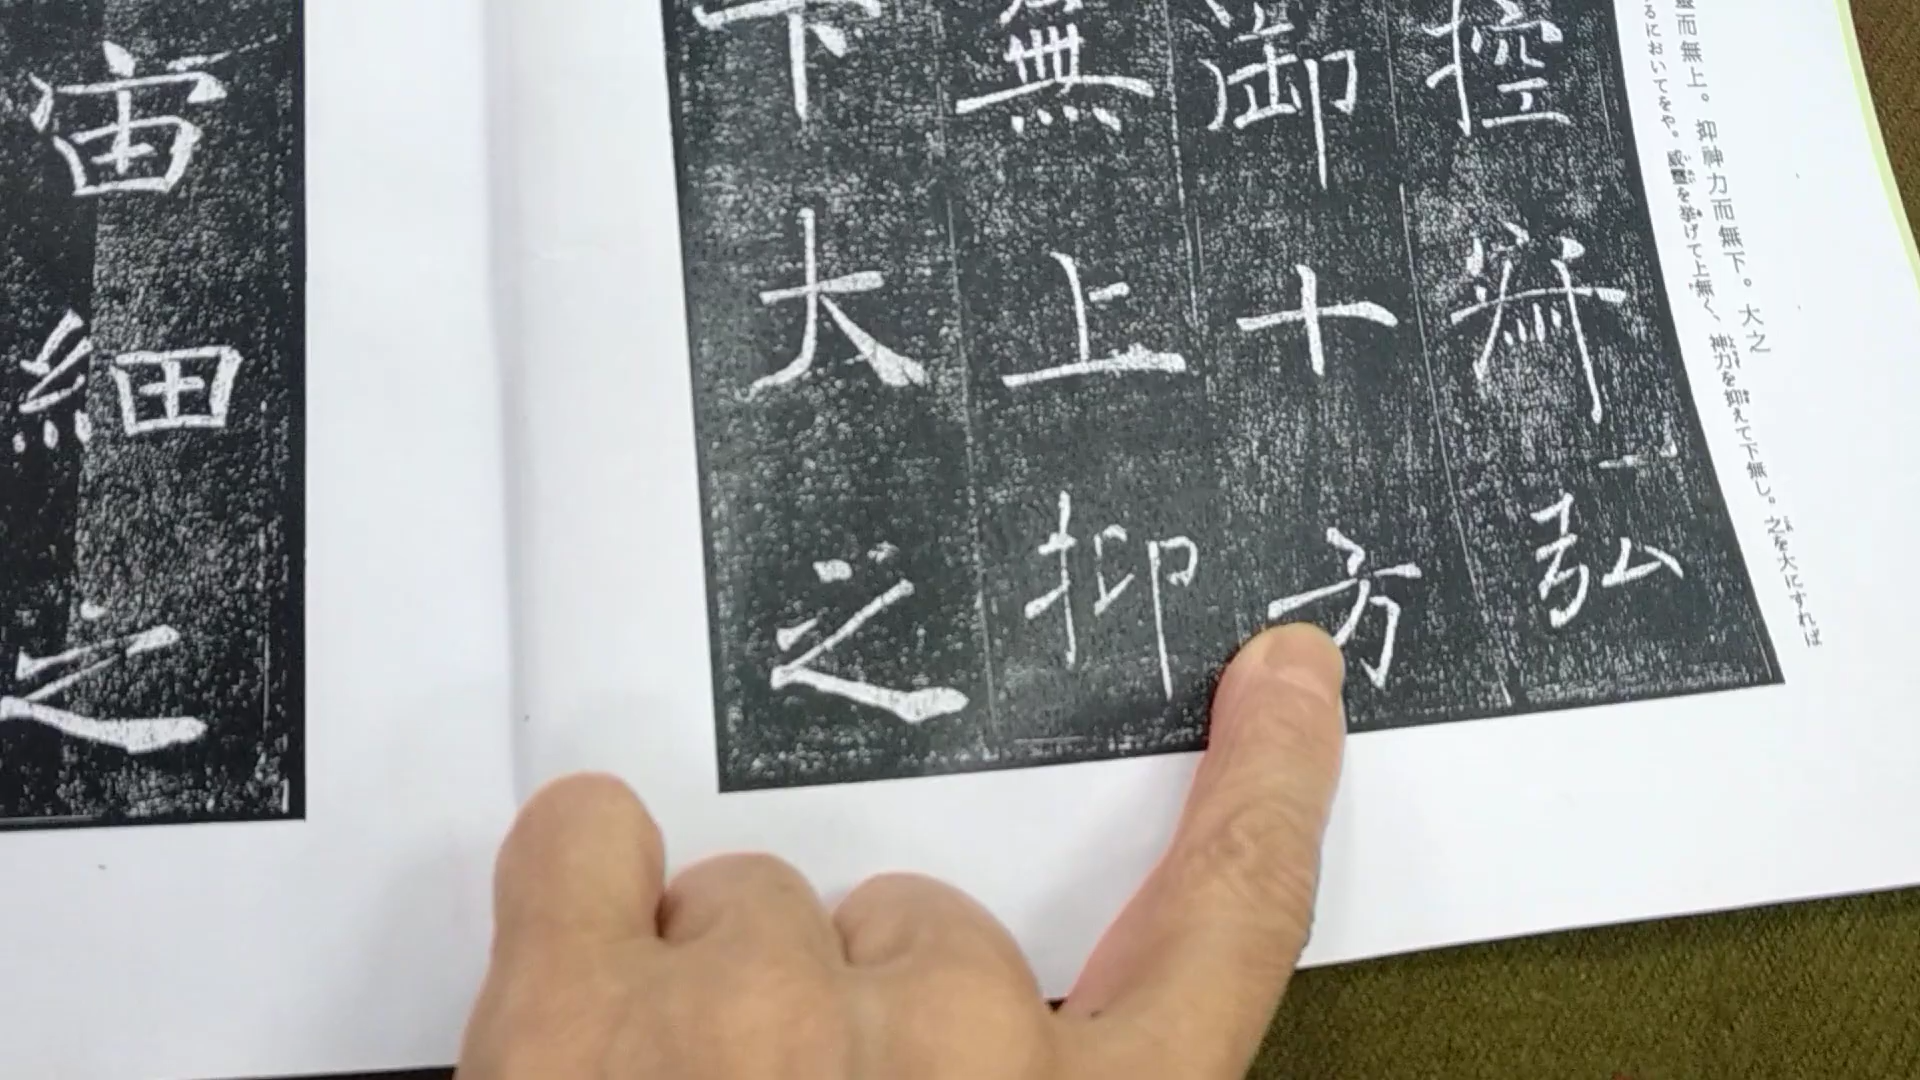 而無上。抑神力而無下。大之
るにおいてをや。威靈を挙げて上無く、神力を抑えて下無し。之を大にすれば
控寂弘
御十方
無上抑
下大之
宙細之